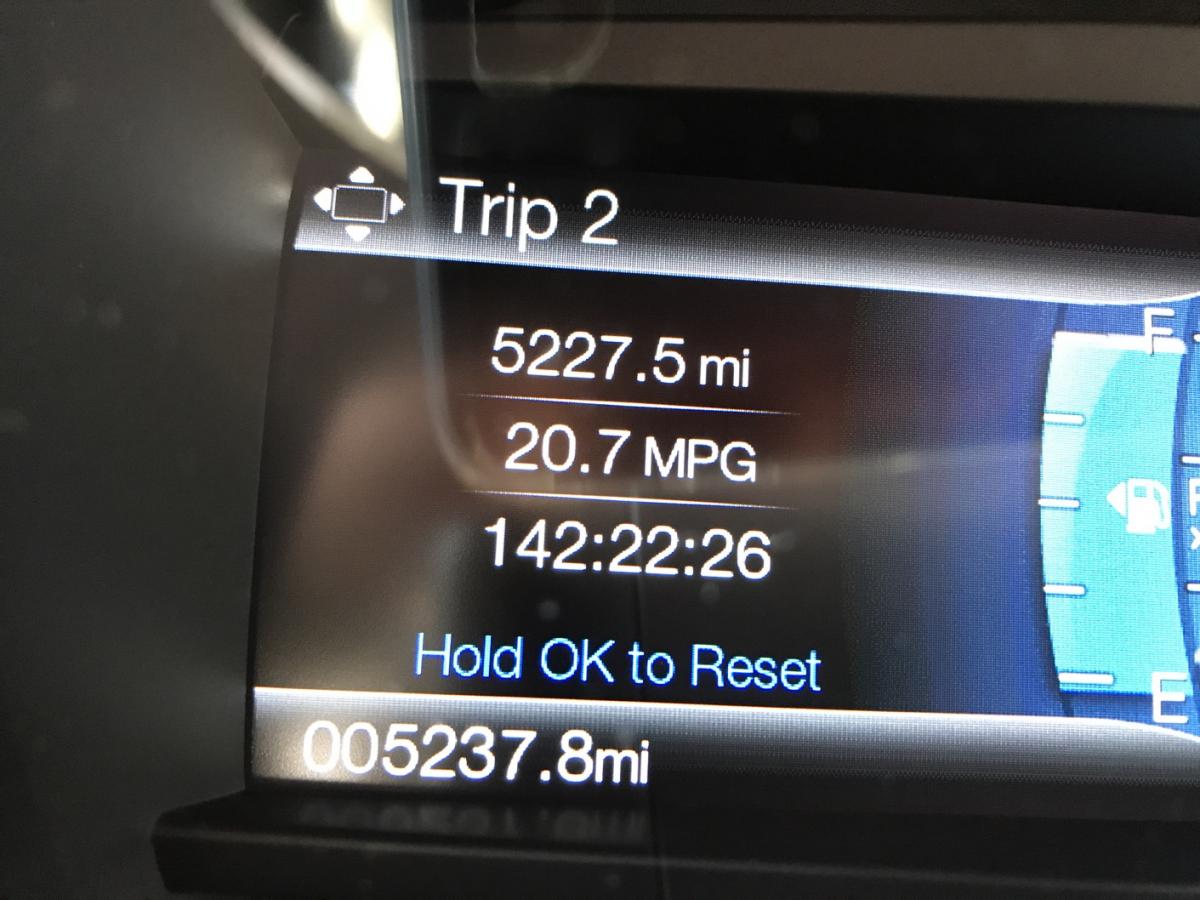 Trip 2
5227.5 mi
F
20.7 MPG
142:22:26
Hold OK to Reset
E
005237.8mi